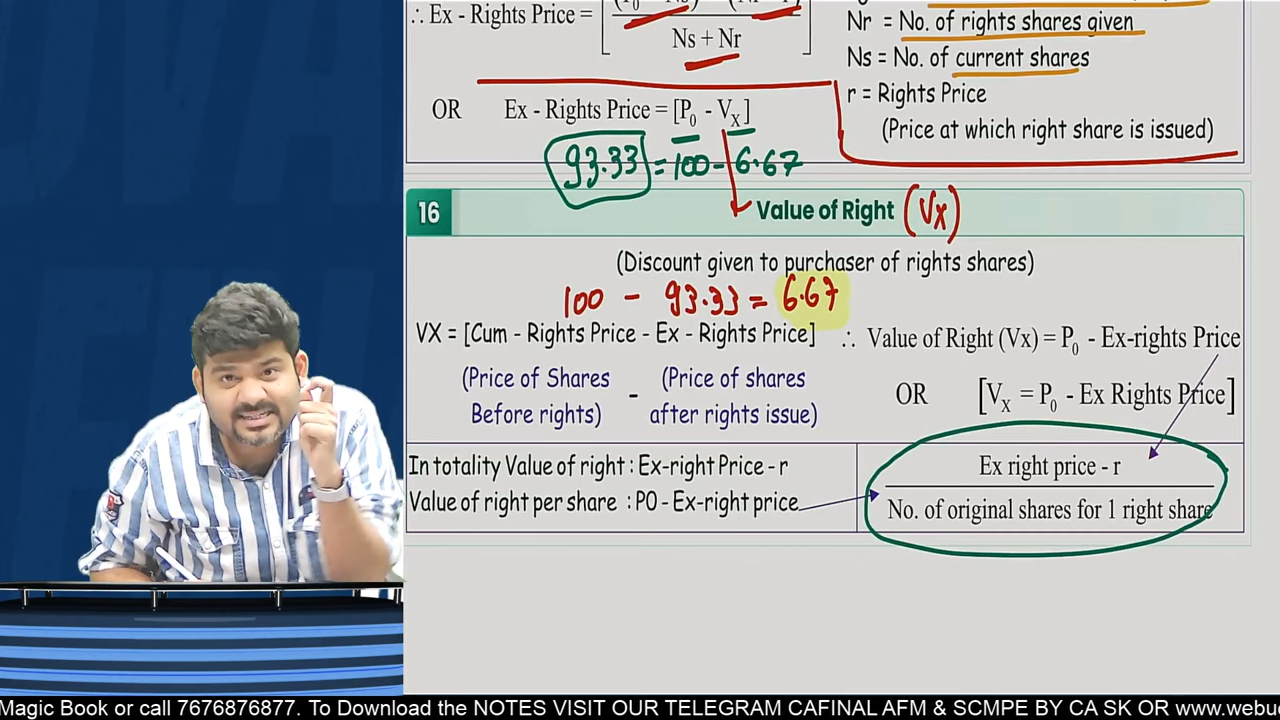 ∴ Ex - Rights Price =
Ns + Nr
Nr = No. of rights shares given
Ns = No. of current shares
r = Rights Price
(Price at which right share is issued)
OR Ex - Rights Price = [P₀ - Vₓ]
93.33 = 100 - 6.67
16 Value of Right (Vx)
(Discount given to purchaser of rights shares)
100 - 93.33 = 6.67
VX = [Cum - Rights Price - Ex - Rights Price]
(Price of Shares Before rights) - (Price of shares after rights issue)
∴ Value of Right (Vx) = P₀ - Ex-rights Price
OR [Vₓ = P₀ - Ex Rights Price]
In totality Value of right : Ex-right Price - r
Value of right per share : PO - Ex-right price
Ex right price - r
No. of original shares for 1 right share
Magic Book or call 7676876877. To Download the NOTES VISIT OUR TELEGRAM CAFINAL AFM & SCMPE BY CA SK OR